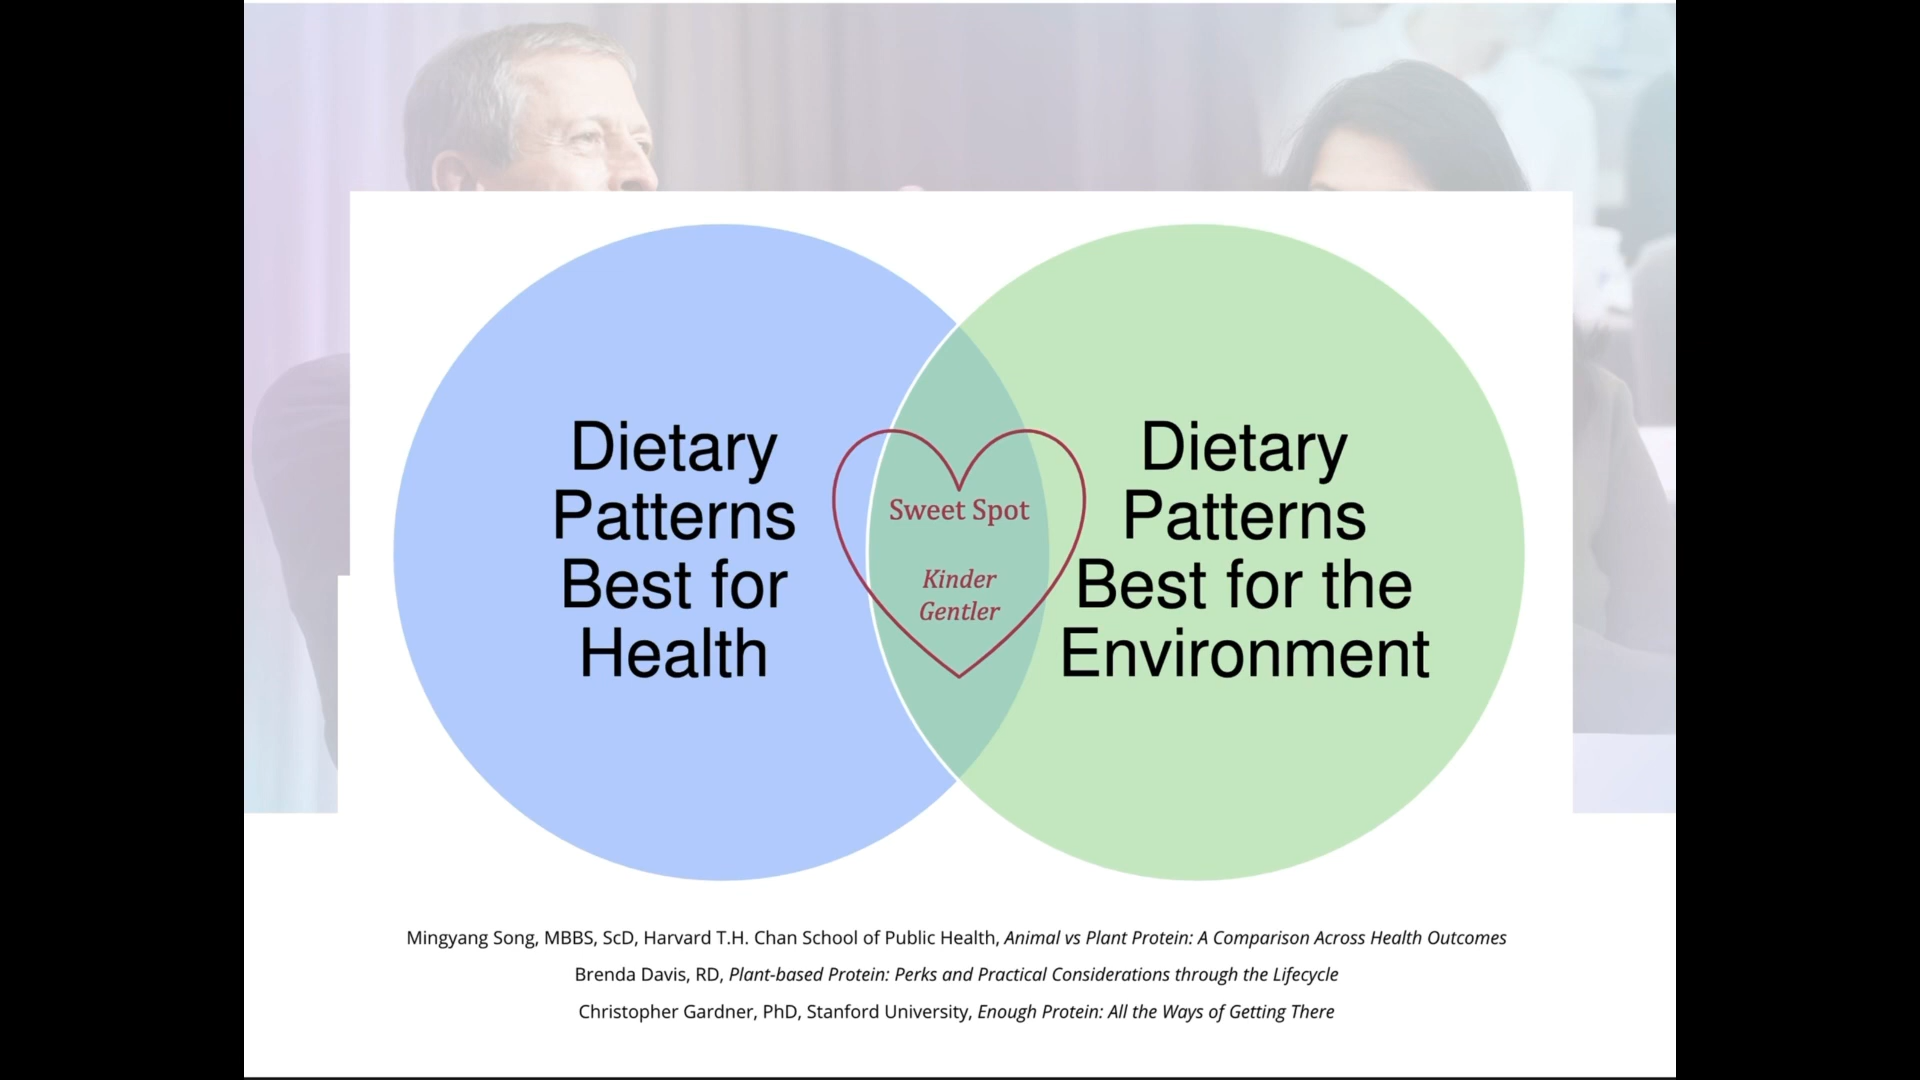 Dietary
Patterns
Best for
Health
Sweet Spot
Kinder
Gentler
Dietary
Patterns
Best for the
Environment
Mingyang Song, MBBS, ScD, Harvard T.H. Chan School of Public Health, Animal vs Plant Protein: A Comparison Across Health Outcomes
Brenda Davis, RD, Plant-based Protein: Perks and Practical Considerations through the Lifecycle
Christopher Gardner, PhD, Stanford University, Enough Protein: All the Ways of Getting There